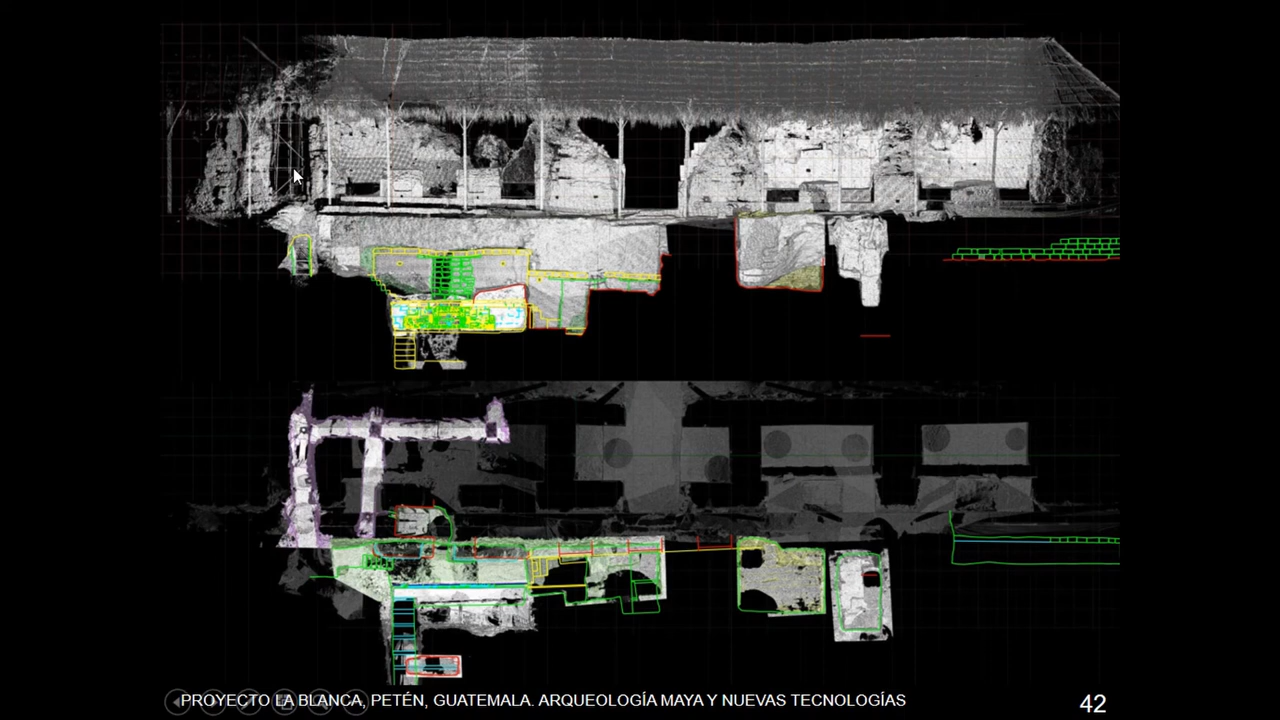 PROYECTO LA BLANCA, PETÉN, GUATEMALA. ARQUEOLOGÍA MAYA Y NUEVAS TECNOLOGÍAS
42